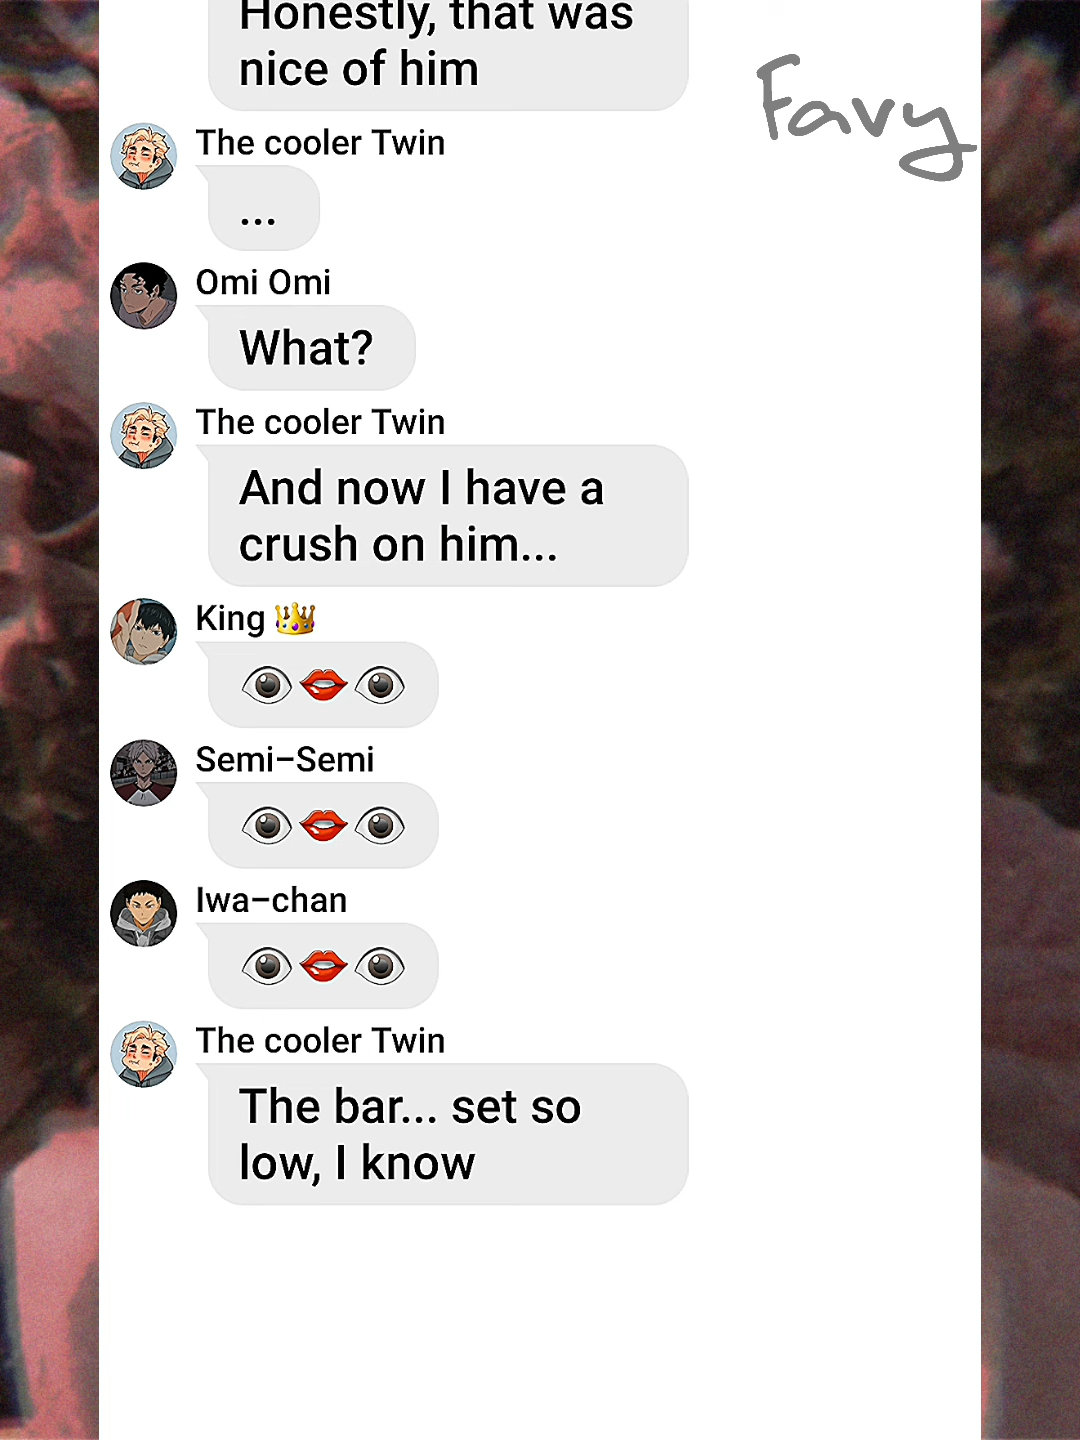 Honestly, that was
nice of him
Favy
The cooler Twin
...
Omi Omi
What?
The cooler Twin
And now I have a
crush on him...
King 👑
👁👄👁
Semi-Semi
👁👄👁
Iwa-chan
👁👄👁
The cooler Twin
The bar... set so
low, I know